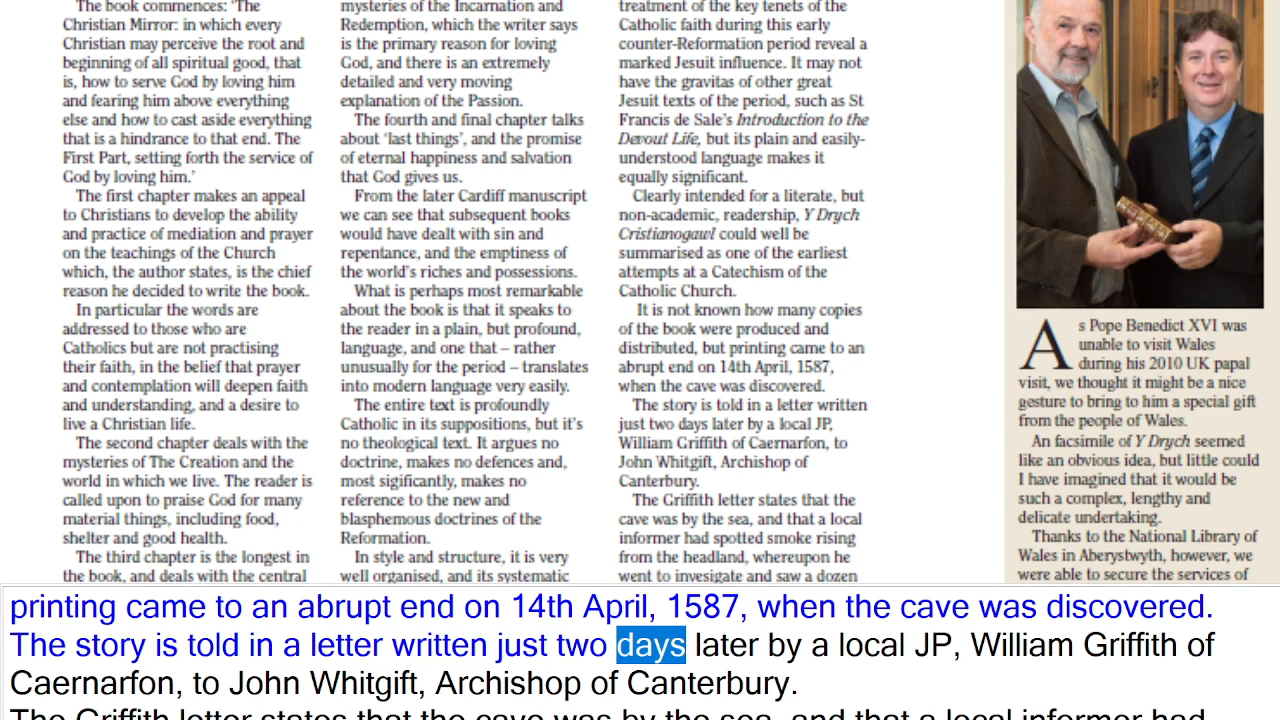 The book commences: 'The
Christian Mirror: in which every
Christian may perceive the root and
beginning of all spiritual good, that
is, how to serve God by loving him
and fearing him above everything
else and how to cast aside everything
that is a hindrance to that end. The
First Part, setting forth the service of
God by loving him.'
The first chapter makes an appeal
to Christians to develop the ability
and practice of mediation and prayer
on the teachings of the Church
which, the author states, is the chief
reason he decided to write the book.
In particular the words are
addressed to those who are
Catholics but are not practising
their faith, in the belief that prayer
and contemplation will deepen faith
and understanding, and a desire to
live a Christian life.
The second chapter deals with the
mysteries of The Creation and the
world in which we live. The reader is
called upon to praise God for many
material things, including food,
shelter and good health.
The third chapter is the longest in
the book, and deals with the central
mysteries of the Incarnation and
Redemption, which the writer says
is the primary reason for loving
God, and there is an extremely
detailed and very moving
explanation of the Passion.
The fourth and final chapter talks
about 'last things', and the promise
of eternal happiness and salvation
that God gives us.
From the later Cardiff manuscript
we can see that subsequent books
would have dealt with sin and
repentance, and the emptiness of
the world's riches and possessions.
What is perhaps most remarkable
about the book is that it speaks to
the reader in a plain, but profound,
language, and one that – rather
unusually for the period – translates
into modern language very easily.
The entire text is profoundly
Catholic in its suppositions, but it's
no theological text. It argues no
doctrine, makes no defences and,
most sigificantly, makes no
reference to the new and
blasphemous doctrines of the
Reformation.
In style and structure, it is very
well organised, and its systematic
treatment of the key tenets of the
Catholic faith during this early
counter-Reformation period reveal a
marked Jesuit influence. It may not
have the gravitas of other great
Jesuit texts of the period, such as St
Francis de Sale's Introduction to the
Devout Life, but its plain and easily-
understood language makes it
equally significant.
Clearly intended for a literate, but
non-academic, readership, Y Drych
Cristianogawl could well be
summarised as one of the earliest
attempts at a Catechism of the
Catholic Church.
It is not known how many copies
of the book were produced and
distributed, but printing came to an
abrupt end on 14th April, 1587,
when the cave was discovered.
The story is told in a letter written
just two days later by a local JP,
William Griffith of Caernarfon, to
John Whitgift, Archishop of
Canterbury.
The Griffith letter states that the
cave was by the sea, and that a local
informer had spotted smoke rising
from the headland, whereupon he
went to invesigate and saw a dozen
As Pope Benedict XVI was
unable to visit Wales
during his 2010 UK papal
visit, we thought it might be a nice
gesture to bring to him a special gift
from the people of Wales.
An facsimile of Y Drych seemed
like an obvious idea, but little could
I have imagined that it would be
such a complex, lengthy and
delicate undertaking.
Thanks to the National Library of
Wales in Aberystwyth, however, we
were able to secure the services of
printing came to an abrupt end on 14th April, 1587, when the cave was discovered.
The story is told in a letter written just two days later by a local JP, William Griffith of
Caernarfon, to John Whitgift, Archishop of Canterbury.
The Griffith letter states that the cave was by the sea, and that a local informer had